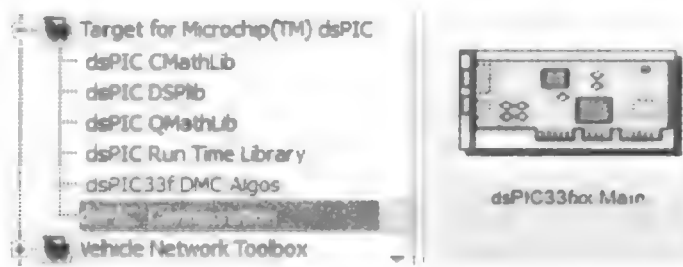 Target for Microchip(TM) dsPIC
dsPIC CMathLib
dsPIC DSPlib
dsPIC QMathLib
dsPIC Run Time Library
dsPIC33f DMC Algos
Vehicle Network Toolbox
dsPIC33fxx Main